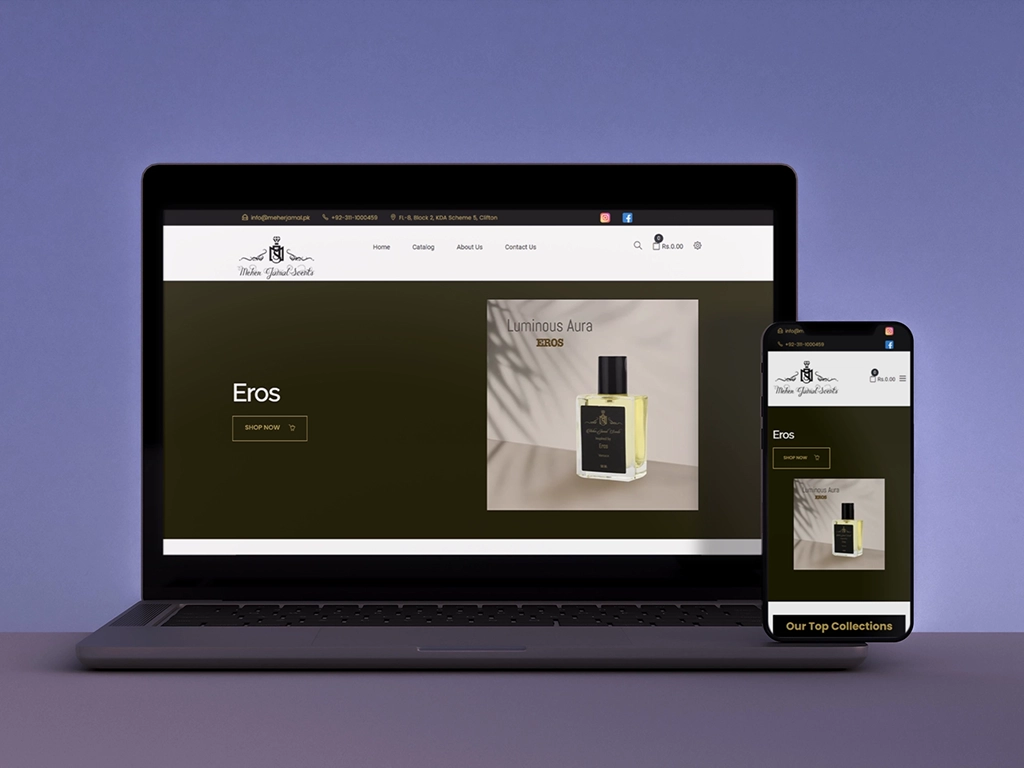 info@meherjamal.pk +92-311-1000459 FL-8, Block 2, KDA Scheme 5, Clifton
Home Catalog About Us Contact Us 0 Rs.0.00
Meher Jamal Scents
Eros
SHOP NOW
Luminous Aura
EROS
Eros
info@m
+92-311-1000459
Meher Jamal Scents
0 Rs.0.00
Eros
SHOP NOW
Luminous Aura
EROS
Our Top Collections